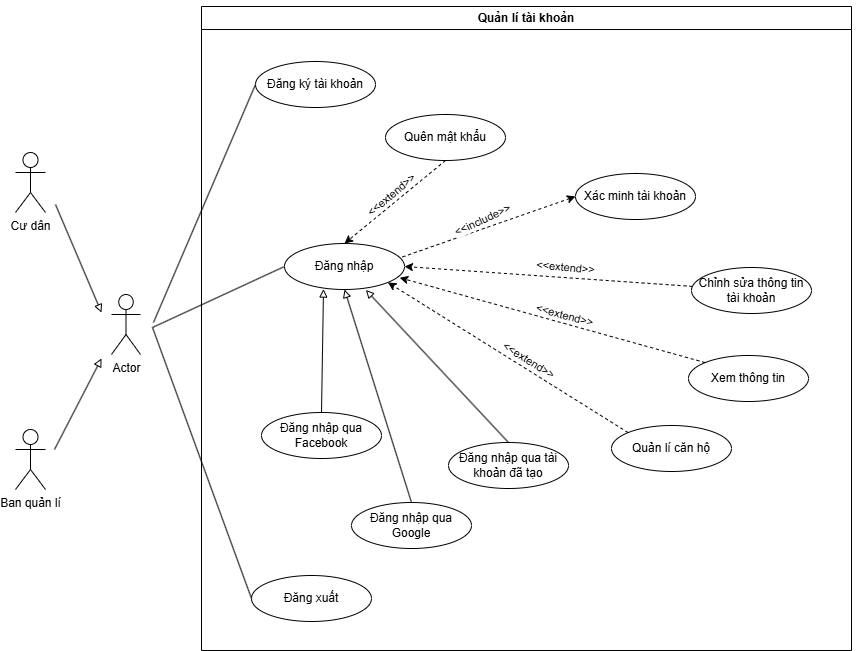 Quản lí tài khoản
Đăng ký tài khoản
Quên mật khẩu
<<extend>>
Xác minh tài khoản
<<include>>
Cư dân
Đăng nhập
<<extend>>
Chỉnh sửa thông tin
tài khoản
<<extend>>
Actor
<<extend>>
Xem thông tin
Đăng nhập qua
Facebook
Quản lí căn hộ
Đăng nhập qua tài
khoản đã tạo
Ban quản lí
Đăng nhập qua
Google
Đăng xuất